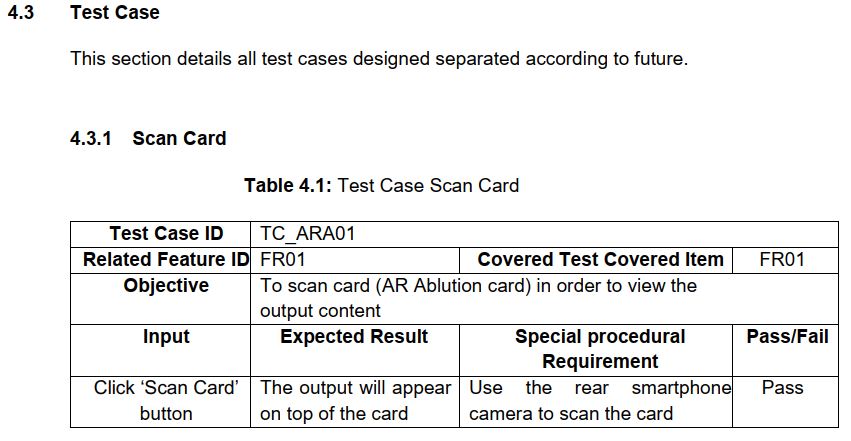 4.3 Test Case
This section details all test cases designed separated according to future.
4.3.1 Scan Card
Table 4.1: Test Case Scan Card
Test Case ID TC_ARA01
Related Feature ID FR01 Covered Test Covered Item FR01
Objective To scan card (AR Ablution card) in order to view the
output content
Input Expected Result Special procedural Pass/Fail
Requirement
Click ‘Scan Card’ The output will appear Use the rear smartphone Pass
button on top of the card camera to scan the card